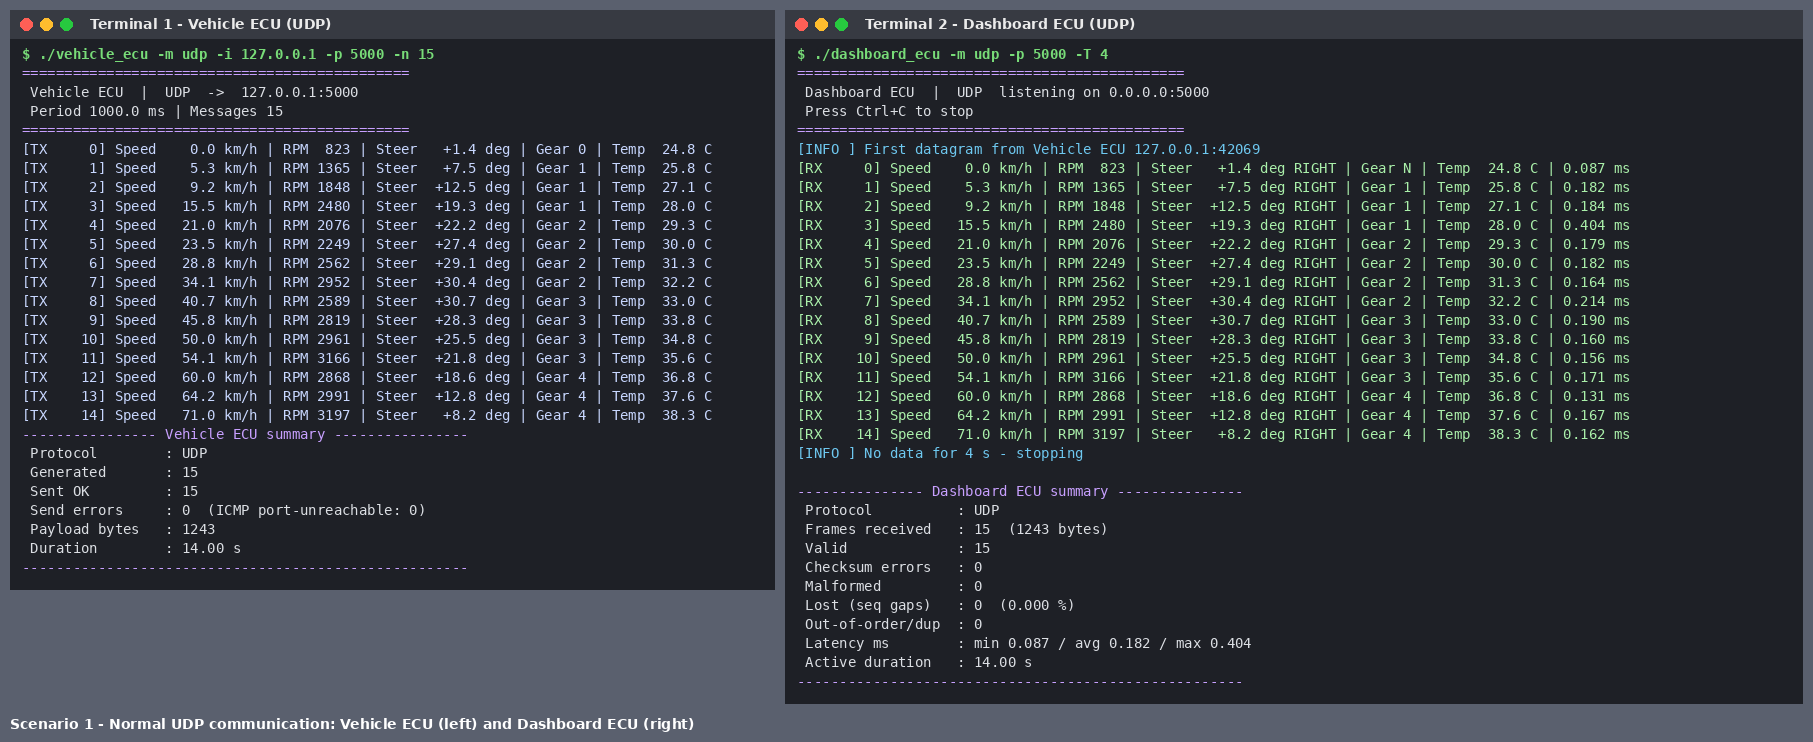 Terminal 1 - Vehicle ECU (UDP)
$ ./vehicle_ecu -m udp -i 127.0.0.1 -p 5000 -n 15
==============================================
 Vehicle ECU  |  UDP  ->  127.0.0.1:5000
 Period 1000.0 ms | Messages 15
==============================================
[TX     0] Speed    0.0 km/h | RPM  823 | Steer   +1.4 deg | Gear 0 | Temp  24.8 C
[TX     1] Speed    5.3 km/h | RPM 1365 | Steer   +7.5 deg | Gear 1 | Temp  25.8 C
[TX     2] Speed    9.2 km/h | RPM 1848 | Steer  +12.5 deg | Gear 1 | Temp  27.1 C
[TX     3] Speed   15.5 km/h | RPM 2480 | Steer  +19.3 deg | Gear 1 | Temp  28.0 C
[TX     4] Speed   21.0 km/h | RPM 2076 | Steer  +22.2 deg | Gear 2 | Temp  29.3 C
[TX     5] Speed   23.5 km/h | RPM 2249 | Steer  +27.4 deg | Gear 2 | Temp  30.0 C
[TX     6] Speed   28.8 km/h | RPM 2562 | Steer  +29.1 deg | Gear 2 | Temp  31.3 C
[TX     7] Speed   34.1 km/h | RPM 2952 | Steer  +30.4 deg | Gear 2 | Temp  32.2 C
[TX     8] Speed   40.7 km/h | RPM 2589 | Steer  +30.7 deg | Gear 3 | Temp  33.0 C
[TX     9] Speed   45.8 km/h | RPM 2819 | Steer  +28.3 deg | Gear 3 | Temp  33.8 C
[TX    10] Speed   50.0 km/h | RPM 2961 | Steer  +25.5 deg | Gear 3 | Temp  34.8 C
[TX    11] Speed   54.1 km/h | RPM 3166 | Steer  +21.8 deg | Gear 3 | Temp  35.6 C
[TX    12] Speed   60.0 km/h | RPM 2868 | Steer  +18.6 deg | Gear 4 | Temp  36.8 C
[TX    13] Speed   64.2 km/h | RPM 2991 | Steer  +12.8 deg | Gear 4 | Temp  37.6 C
[TX    14] Speed   71.0 km/h | RPM 3197 | Steer   +8.2 deg | Gear 4 | Temp  38.3 C
---------------- Vehicle ECU summary ----------------
 Protocol        : UDP
 Generated       : 15
 Sent OK         : 15
 Send errors     : 0  (ICMP port-unreachable: 0)
 Payload bytes   : 1243
 Duration        : 14.00 s
-----------------------------------------------------
Terminal 2 - Dashboard ECU (UDP)
$ ./dashboard_ecu -m udp -p 5000 -T 4
==============================================
 Dashboard ECU  |  UDP  listening on 0.0.0.0:5000
 Press Ctrl+C to stop
==============================================
[INFO ] First datagram from Vehicle ECU 127.0.0.1:42069
[RX     0] Speed    0.0 km/h | RPM  823 | Steer   +1.4 deg RIGHT | Gear N | Temp  24.8 C | 0.087 ms
[RX     1] Speed    5.3 km/h | RPM 1365 | Steer   +7.5 deg RIGHT | Gear 1 | Temp  25.8 C | 0.182 ms
[RX     2] Speed    9.2 km/h | RPM 1848 | Steer  +12.5 deg RIGHT | Gear 1 | Temp  27.1 C | 0.184 ms
[RX     3] Speed   15.5 km/h | RPM 2480 | Steer  +19.3 deg RIGHT | Gear 1 | Temp  28.0 C | 0.404 ms
[RX     4] Speed   21.0 km/h | RPM 2076 | Steer  +22.2 deg RIGHT | Gear 2 | Temp  29.3 C | 0.179 ms
[RX     5] Speed   23.5 km/h | RPM 2249 | Steer  +27.4 deg RIGHT | Gear 2 | Temp  30.0 C | 0.182 ms
[RX     6] Speed   28.8 km/h | RPM 2562 | Steer  +29.1 deg RIGHT | Gear 2 | Temp  31.3 C | 0.164 ms
[RX     7] Speed   34.1 km/h | RPM 2952 | Steer  +30.4 deg RIGHT | Gear 2 | Temp  32.2 C | 0.214 ms
[RX     8] Speed   40.7 km/h | RPM 2589 | Steer  +30.7 deg RIGHT | Gear 3 | Temp  33.0 C | 0.190 ms
[RX     9] Speed   45.8 km/h | RPM 2819 | Steer  +28.3 deg RIGHT | Gear 3 | Temp  33.8 C | 0.160 ms
[RX    10] Speed   50.0 km/h | RPM 2961 | Steer  +25.5 deg RIGHT | Gear 3 | Temp  34.8 C | 0.156 ms
[RX    11] Speed   54.1 km/h | RPM 3166 | Steer  +21.8 deg RIGHT | Gear 3 | Temp  35.6 C | 0.171 ms
[RX    12] Speed   60.0 km/h | RPM 2868 | Steer  +18.6 deg RIGHT | Gear 4 | Temp  36.8 C | 0.131 ms
[RX    13] Speed   64.2 km/h | RPM 2991 | Steer  +12.8 deg RIGHT | Gear 4 | Temp  37.6 C | 0.167 ms
[RX    14] Speed   71.0 km/h | RPM 3197 | Steer   +8.2 deg RIGHT | Gear 4 | Temp  38.3 C | 0.162 ms
[INFO ] No data for 4 s - stopping
--------------- Dashboard ECU summary ---------------
 Protocol          : UDP
 Frames received   : 15  (1243 bytes)
 Valid             : 15
 Checksum errors   : 0
 Malformed         : 0
 Lost (seq gaps)   : 0  (0.000 %)
 Out-of-order/dup  : 0
 Latency ms        : min 0.087 / avg 0.182 / max 0.404
 Active duration   : 14.00 s
-----------------------------------------------------
Scenario 1 - Normal UDP communication: Vehicle ECU (left) and Dashboard ECU (right)